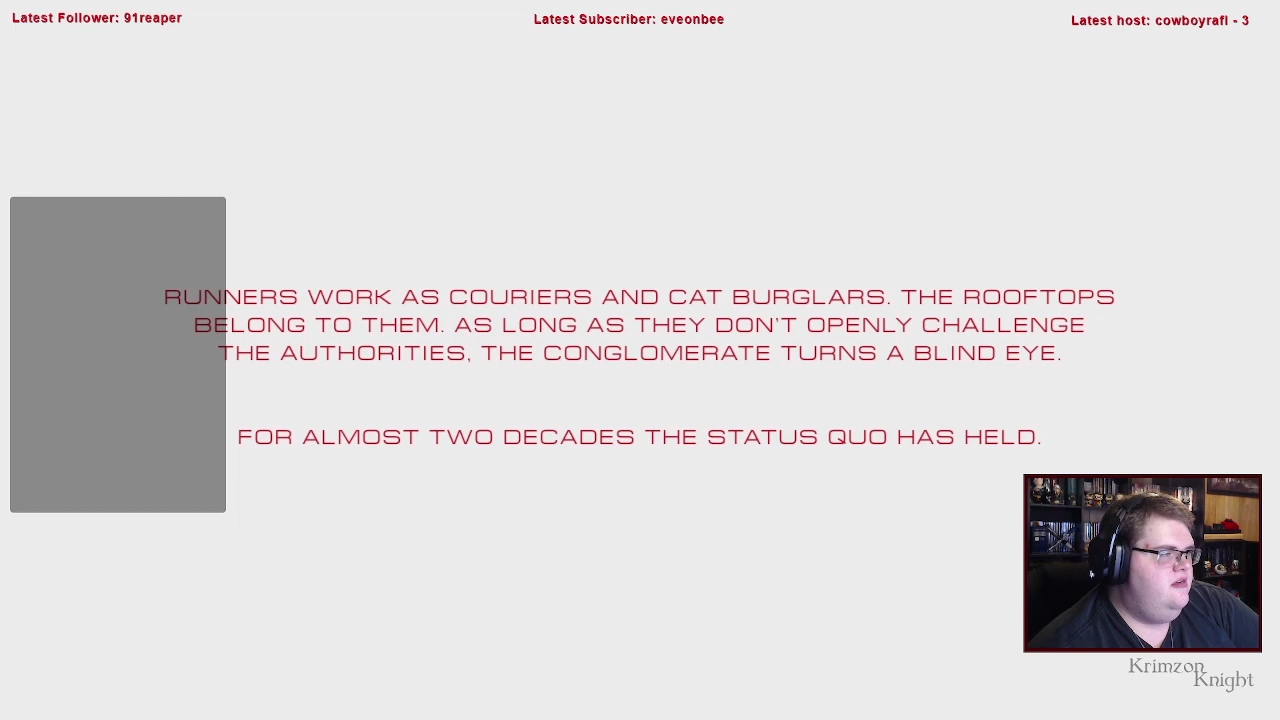 Latest Follower: 91reaper
Latest Subscriber: eveonbee
Latest host: cowboyrafl - 3
RUNNERS WORK AS COURIERS AND CAT BURGLARS. THE ROOFTOPS
BELONG TO THEM. AS LONG AS THEY DON'T OPENLY CHALLENGE
THE AUTHORITIES, THE CONGLOMERATE TURNS A BLIND EYE.
FOR ALMOST TWO DECADES THE STATUS QUO HAS HELD.
Krimzon
Knight